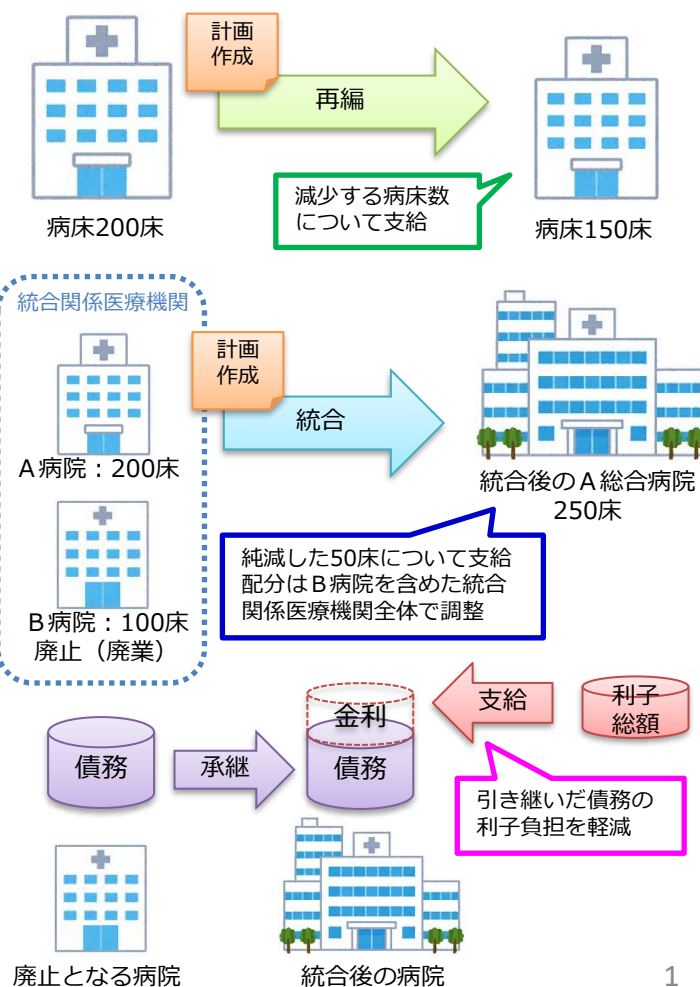 計画
作成
再編
減少する病床数
について支給
病床200床
病床150床
統合関係医療機関
計画
作成
統合
A病院：200床
統合後のA総合病院
250床
純減した50床について支給
配分はB病院を含めた統合
関係医療機関全体で調整
B病院：100床
廃止（廃業）
金利
支給
利子
総額
債務
承継
債務
引き継いだ債務の
利子負担を軽減
廃止となる病院
統合後の病院
1